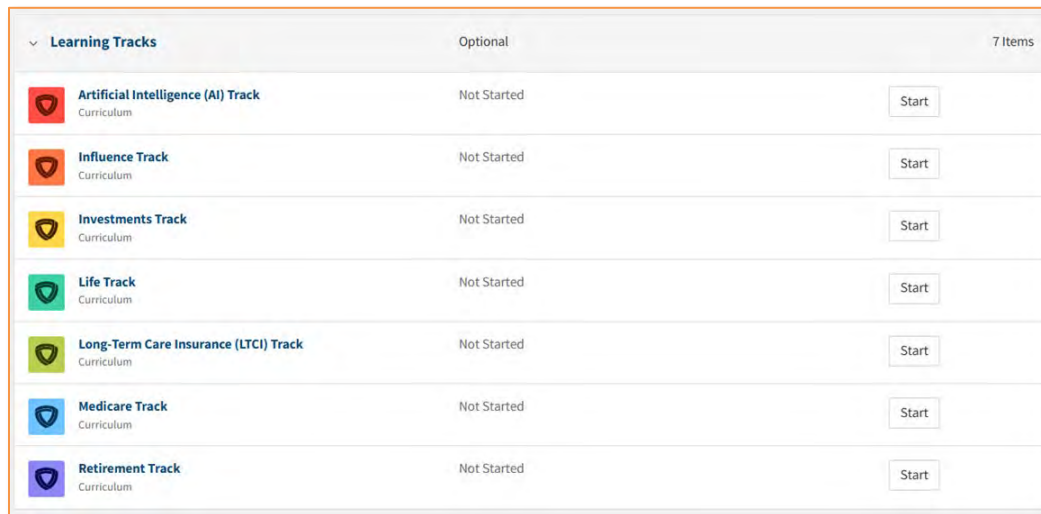 Learning Tracks Optional 7 Items
Artificial Intelligence (AI) Track Not Started Start
Curriculum
Influence Track Not Started Start
Curriculum
Investments Track Not Started Start
Curriculum
Life Track Not Started Start
Curriculum
Long-Term Care Insurance (LTCI) Track Not Started Start
Curriculum
Medicare Track Not Started Start
Curriculum
Retirement Track Not Started Start
Curriculum